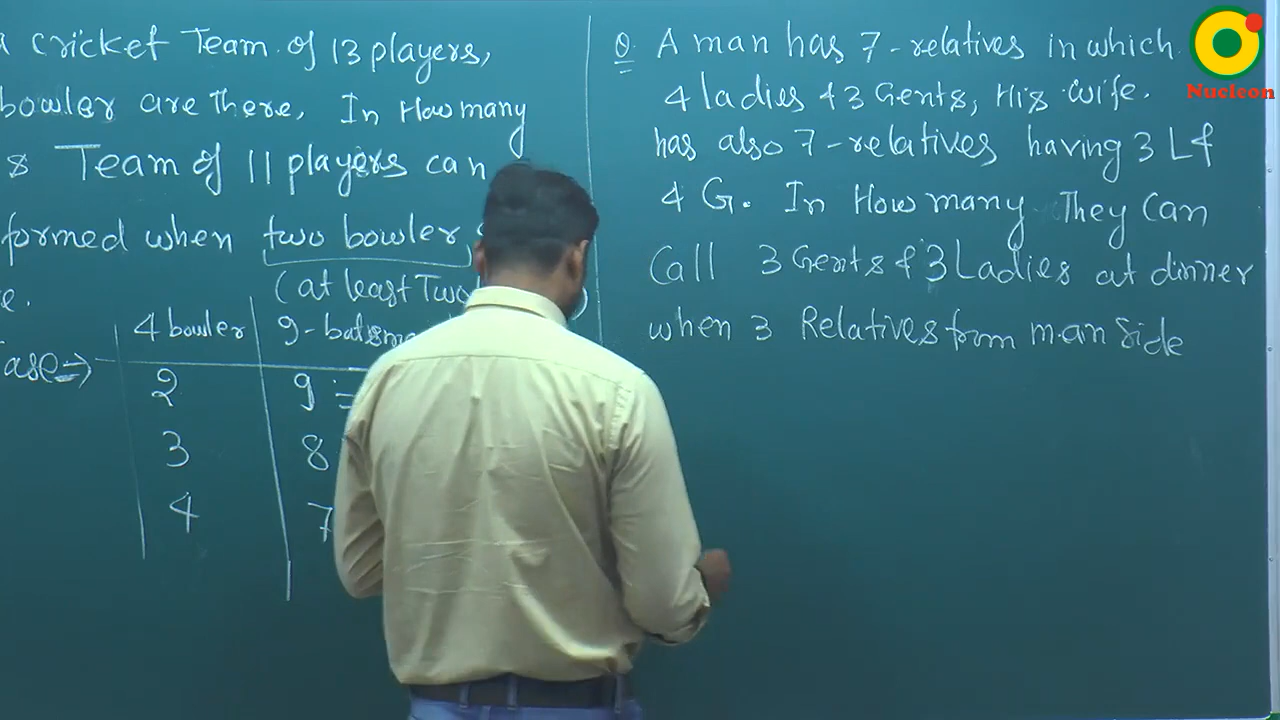 a cricket Team of 13 players,
bowler are There, In How many
s Team of 11 players can
formed when two bowler
(at least Two
4 bowler 9-batsma
ase⇒
2 9 =
3 8
4 7
Q. A man has 7-relatives in which
4 ladies & 3 Gents, His wife.
has also 7-relatives having 3 L &
4 G. In How many They Can
Call 3 Gents & 3 Ladies at dinner
when 3 Relatives from man side
Nucleon